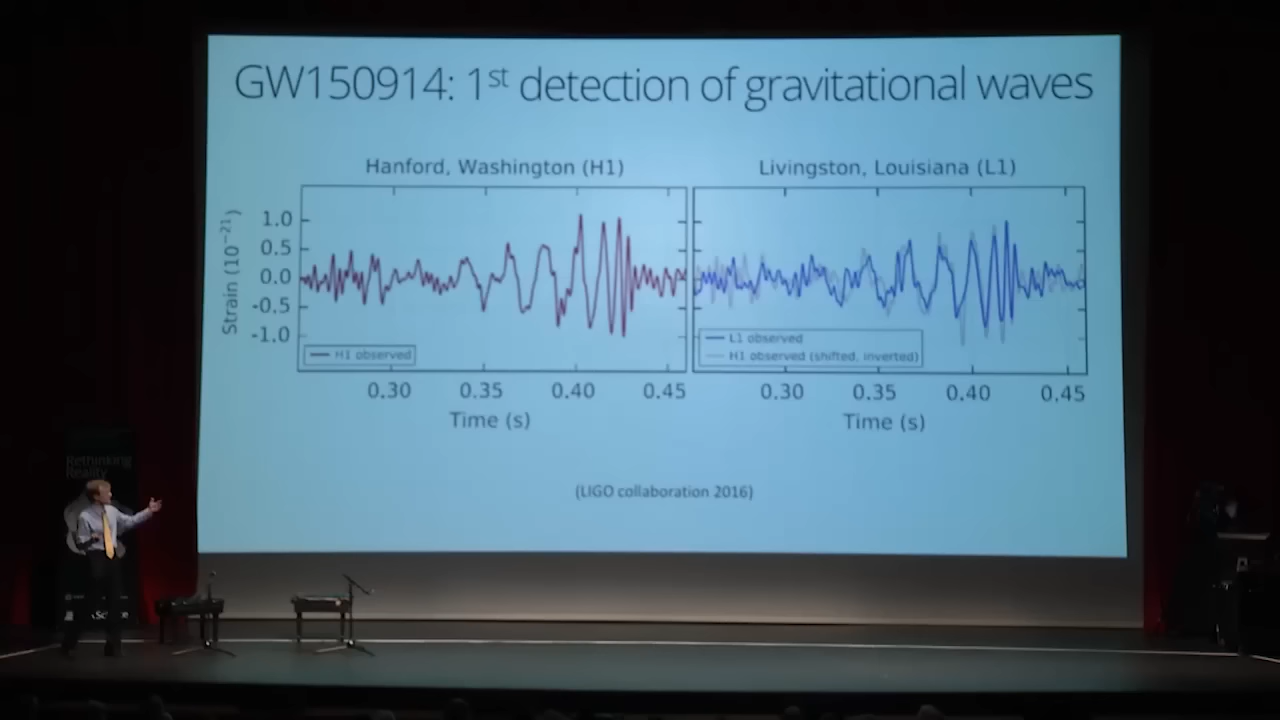 GW150914: 1st detection of gravitational waves
Hanford, Washington (H1)
Livingston, Louisiana (L1)
Strain (10⁻²¹)
1.0
0.5
0.0
-0.5
-1.0
H1 observed
L1 observed
H1 observed (shifted, inverted)
0.30 0.35 0.40 0.45
0.30 0.35 0.40 0.45
Time (s)
Time (s)
(LIGO collaboration 2016)
Rethinking
Reality